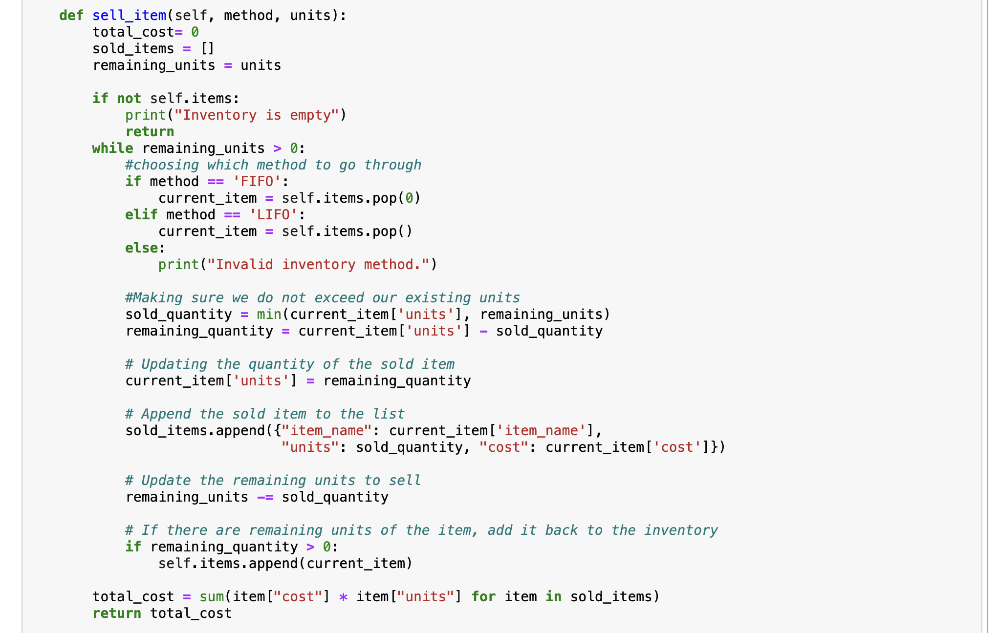 def sell_item(self, method, units):
    total_cost= 0
    sold_items = []
    remaining_units = units

    if not self.items:
        print("Inventory is empty")
        return
    while remaining_units > 0:
        #choosing which method to go through
        if method == 'FIFO':
            current_item = self.items.pop(0)
        elif method == 'LIFO':
            current_item = self.items.pop()
        else:
            print("Invalid inventory method.")

        #Making sure we do not exceed our existing units
        sold_quantity = min(current_item['units'], remaining_units)
        remaining_quantity = current_item['units'] - sold_quantity

        # Updating the quantity of the sold item
        current_item['units'] = remaining_quantity

        # Append the sold item to the list
        sold_items.append({"item_name": current_item['item_name'],
                           "units": sold_quantity, "cost": current_item['cost']})

        # Update the remaining units to sell
        remaining_units -= sold_quantity

        # If there are remaining units of the item, add it back to the inventory
        if remaining_quantity > 0:
            self.items.append(current_item)

    total_cost = sum(item["cost"] * item["units"] for item in sold_items)
    return total_cost